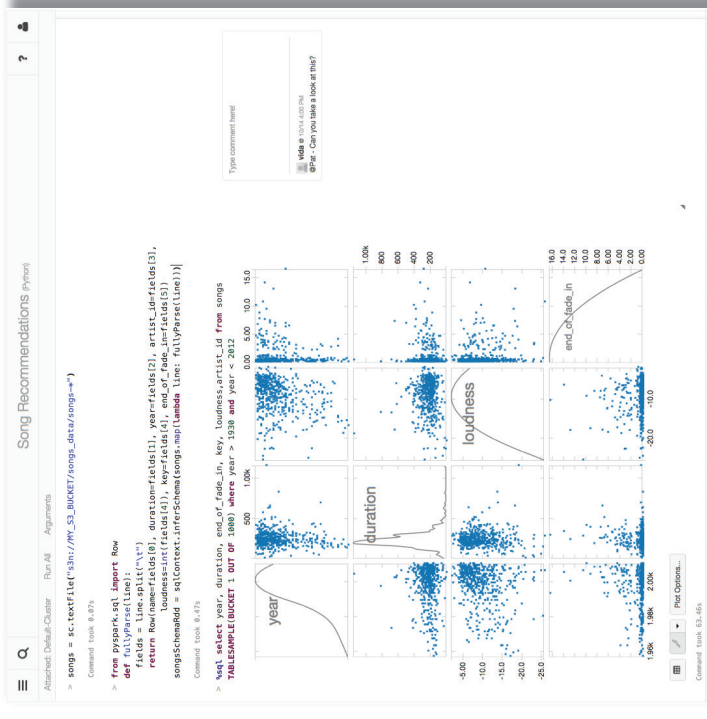 Song Recommendations (Python)
?
Attached: Default-Cluster Run All Arguments
> songs = sc.textFile("s3n://MY_S3_BUCKET/songs_data/songs-*")
Command took 0.07s
> from pyspark.sql import Row
def fullyParse(line):
fields = line.split("\t")
return Row(name=fields[0], duration=fields[1], year=fields[2], artist_id=fields[3],
loudness=int(fields[4]), key=fields[4], end_of_fade_in=fields[5])
songsSchemaRdd = sqlContext.inferSchema(songs.map(lambda line: fullyParse(line)))
Command took 0.47s
> %sql select year, duration, end_of_fade_in, key, loudness,artist_id from songs
TABLESAMPLE(BUCKET 1 OUT OF 1000) where year > 1930 and year < 2012
500 1.00k
0.00 5.00 10.0 15.0
year
duration
1.00k
800
600
400
200
-5.00
-10.0
-15.0
-20.0
-25.0
loudness
end_of_fade_in
16.0
14.0
12.0
10.0
8.00
6.00
4.00
2.00
0.00
1.96k 1.98k 2.00k
-20.0 -10.0
Plot Options...
Command took 63.46s
Type comment here!
vida @ 10/14 4:00 PM
@Pat - Can you take a look at this?